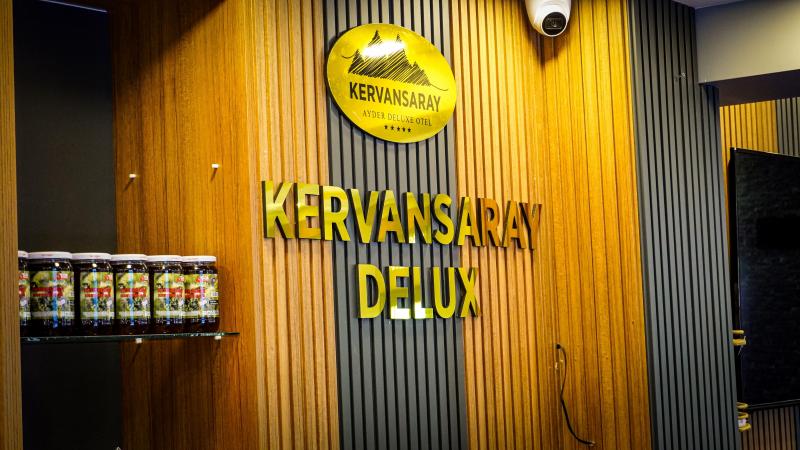 KERVANSARAY
AYDER DELUXE OTEL
KERVANSARAY
DELUX